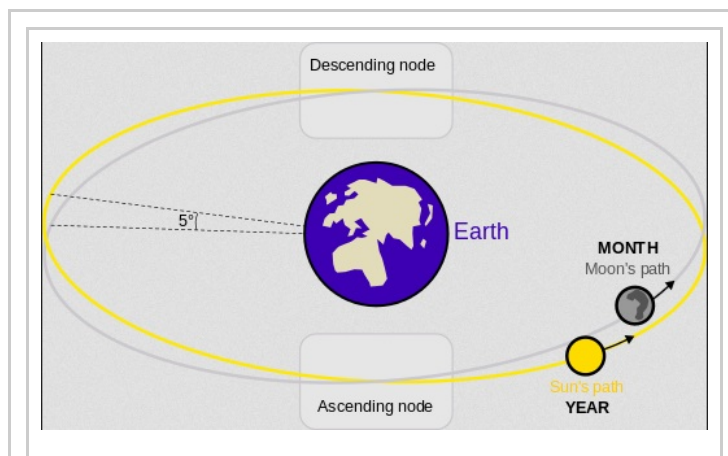 Descending node
5°
Earth
MONTH
Moon's path
Sun's path
YEAR
Ascending node